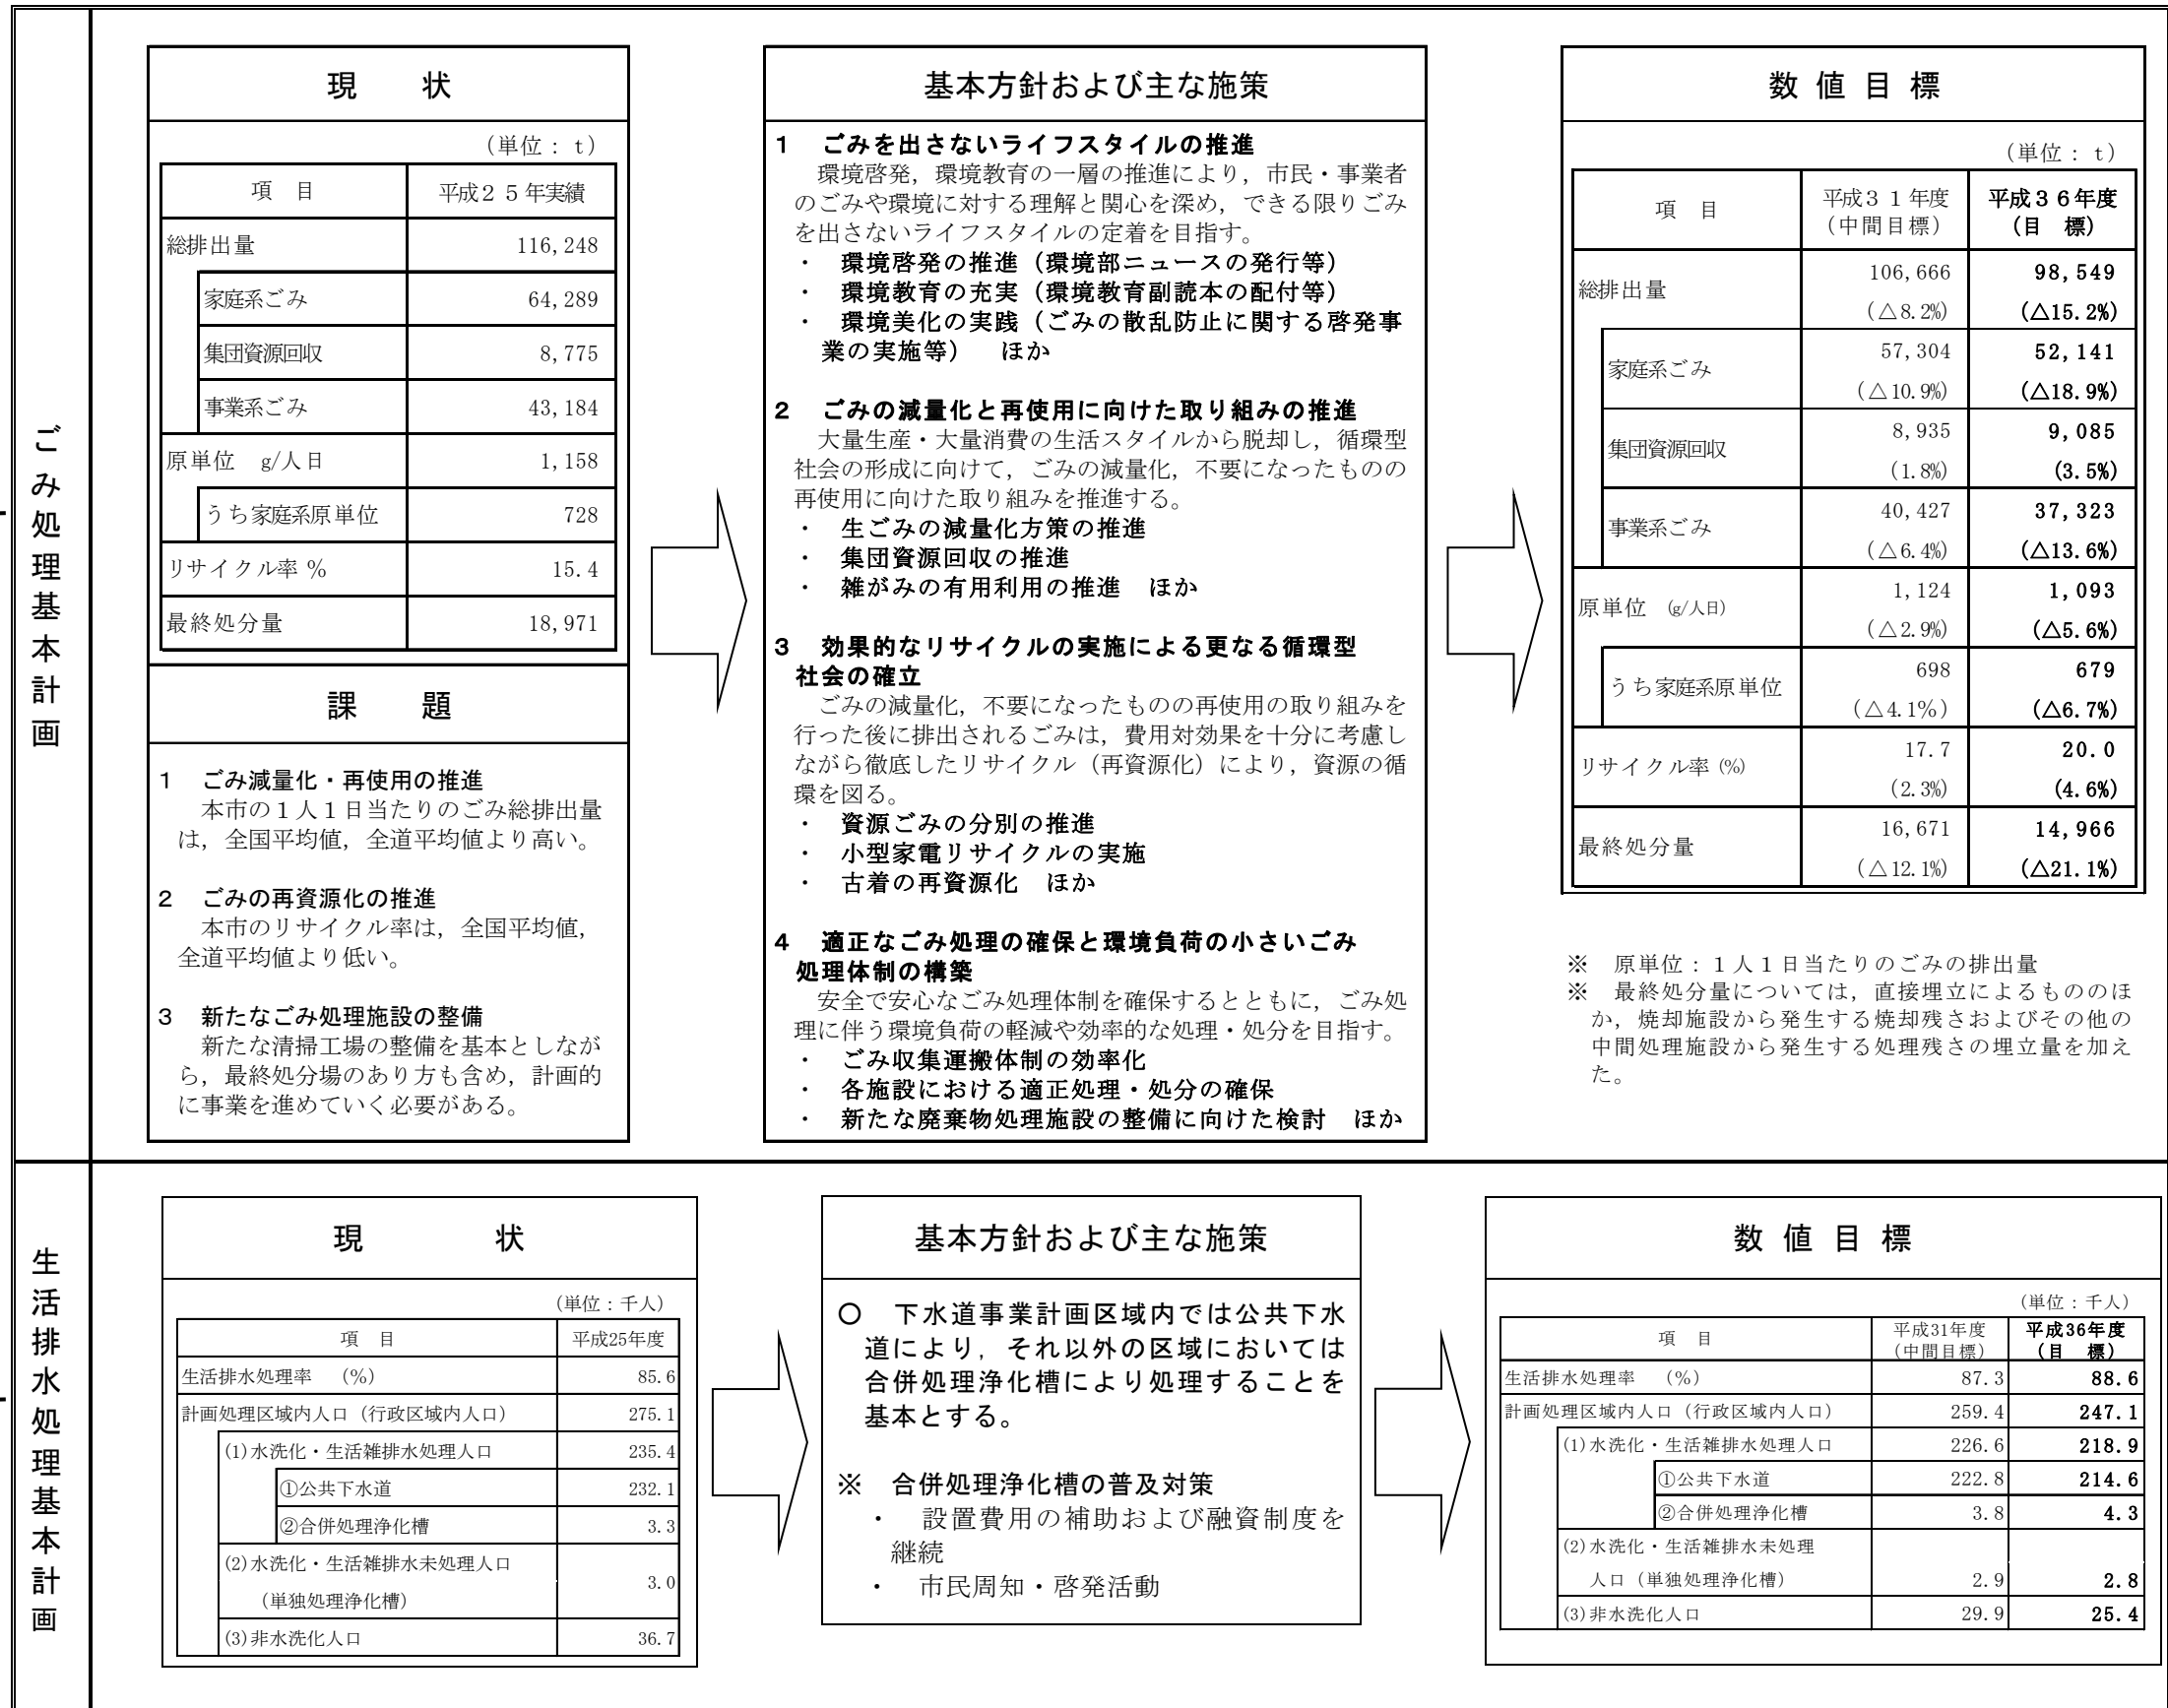 ごみ処理基本計画
現　状
（単位：ｔ）
項　目　平成２５年実績
総排出量　116,248
家庭系ごみ　64,289
集団資源回収　8,775
事業系ごみ　43,184
原単位　g/人日　1,158
うち家庭系原単位　728
リサイクル率 %　15.4
最終処分量　18,971
課　題
１　ごみ減量化・再使用の推進
本市の１人１日当たりのごみ総排出量
は，全国平均値，全道平均値より高い。
２　ごみの再資源化の推進
本市のリサイクル率は，全国平均値，
全道平均値より低い。
３　新たなごみ処理施設の整備
新たな清掃工場の整備を基本としなが
ら，最終処分場のあり方も含め，計画的
に事業を進めていく必要がある。
基本方針および主な施策
１　ごみを出さないライフスタイルの推進
環境啓発，環境教育の一層の推進により，市民・事業者
のごみや環境に対する理解と関心を深め，できる限りごみ
を出さないライフスタイルの定着を目指す。
・　環境啓発の推進（環境部ニュースの発行等）
・　環境教育の充実（環境教育副読本の配付等）
・　環境美化の実践（ごみの散乱防止に関する啓発事
業の実施等）　ほか
２　ごみの減量化と再使用に向けた取り組みの推進
大量生産・大量消費の生活スタイルから脱却し，循環型
社会の形成に向けて，ごみの減量化，不要になったものの
再使用に向けた取り組みを推進する。
・　生ごみの減量化方策の推進
・　集団資源回収の推進
・　雑がみの有用利用の推進　ほか
３　効果的なリサイクルの実施による更なる循環型
社会の確立
ごみの減量化，不要になったものの再使用の取り組みを
行った後に排出されるごみは，費用対効果を十分に考慮し
ながら徹底したリサイクル（再資源化）により，資源の循
環を図る。
・　資源ごみの分別の推進
・　小型家電リサイクルの実施
・　古着の再資源化　ほか
４　適正なごみ処理の確保と環境負荷の小さいごみ
処理体制の構築
安全で安心なごみ処理体制を確保するとともに，ごみ処
理に伴う環境負荷の軽減や効率的な処理・処分を目指す。
・　ごみ収集運搬体制の効率化
・　各施設における適正処理・処分の確保
・　新たな廃棄物処理施設の整備に向けた検討　ほか
数値目標
（単位：ｔ）
項　目　平成３１年度　平成３６年度
（中間目標）　（目　標）
総排出量　106,666　98,549
（△8.2%）　（△15.2%）
家庭系ごみ　57,304　52,141
（△10.9%）　（△18.9%）
集団資源回収　8,935　9,085
（1.8%）　（3.5%）
事業系ごみ　40,427　37,323
（△6.4%）　（△13.6%）
原単位　(g/人日)　1,124　1,093
（△2.9%）　（△5.6%）
うち家庭系原単位　698　679
（△4.1%）　（△6.7%）
リサイクル率 (%)　17.7　20.0
（2.3%）　（4.6%）
最終処分量　16,671　14,966
（△12.1%）　（△21.1%）
※　原単位：１人１日当たりのごみの排出量
※　最終処分量については，直接埋立によるもののほ
か，焼却施設から発生する焼却残さおよびその他の
中間処理施設から発生する処理残さの埋立量を加え
た。
生活排水処理基本計画
現　状
（単位：千人）
項　目　平成25年度
生活排水処理率　（%）　85.6
計画処理区域内人口（行政区域内人口）　275.1
(1)水洗化・生活雑排水処理人口　235.4
①公共下水道　232.1
②合併処理浄化槽　3.3
(2)水洗化・生活雑排水未処理人口
（単独処理浄化槽）　3.0
(3)非水洗化人口　36.7
基本方針および主な施策
○　下水道事業計画区域内では公共下水
道により，それ以外の区域においては
合併処理浄化槽により処理することを
基本とする。
※　合併処理浄化槽の普及対策
・　設置費用の補助および融資制度を
継続
・　市民周知・啓発活動
数値目標
（単位：千人）
項　目　平成31年度　平成36年度
（中間目標）　（目　標）
生活排水処理率　（%）　87.3　88.6
計画処理区域内人口（行政区域内人口）　259.4　247.1
(1)水洗化・生活雑排水処理人口　226.6　218.9
①公共下水道　222.8　214.6
②合併処理浄化槽　3.8　4.3
(2)水洗化・生活雑排水未処理
人口（単独処理浄化槽）　2.9　2.8
(3)非水洗化人口　29.9　25.4